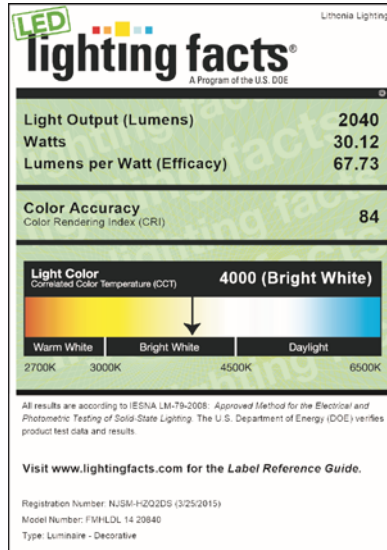 Lithonia Lighting
LED
lighting facts®
A Program of the U.S. DOE
Light Output (Lumens) 2040
Watts 30.12
Lumens per Watt (Efficacy) 67.73
Color Accuracy
Color Rendering Index (CRI) 84
Light Color
Correlated Color Temperature (CCT) 4000 (Bright White)
Warm White Bright White Daylight
2700K 3000K 4500K 6500K
All results are according to IESNA LM-79-2008: Approved Method for the Electrical and
Photometric Testing of Solid-State Lighting. The U.S. Department of Energy (DOE) verifies
product test data and results.
Visit www.lightingfacts.com for the Label Reference Guide.
Registration Number: NJSM-HZQ2DS (3/25/2015)
Model Number: FMHLDL 14 20840
Type: Luminaire - Decorative